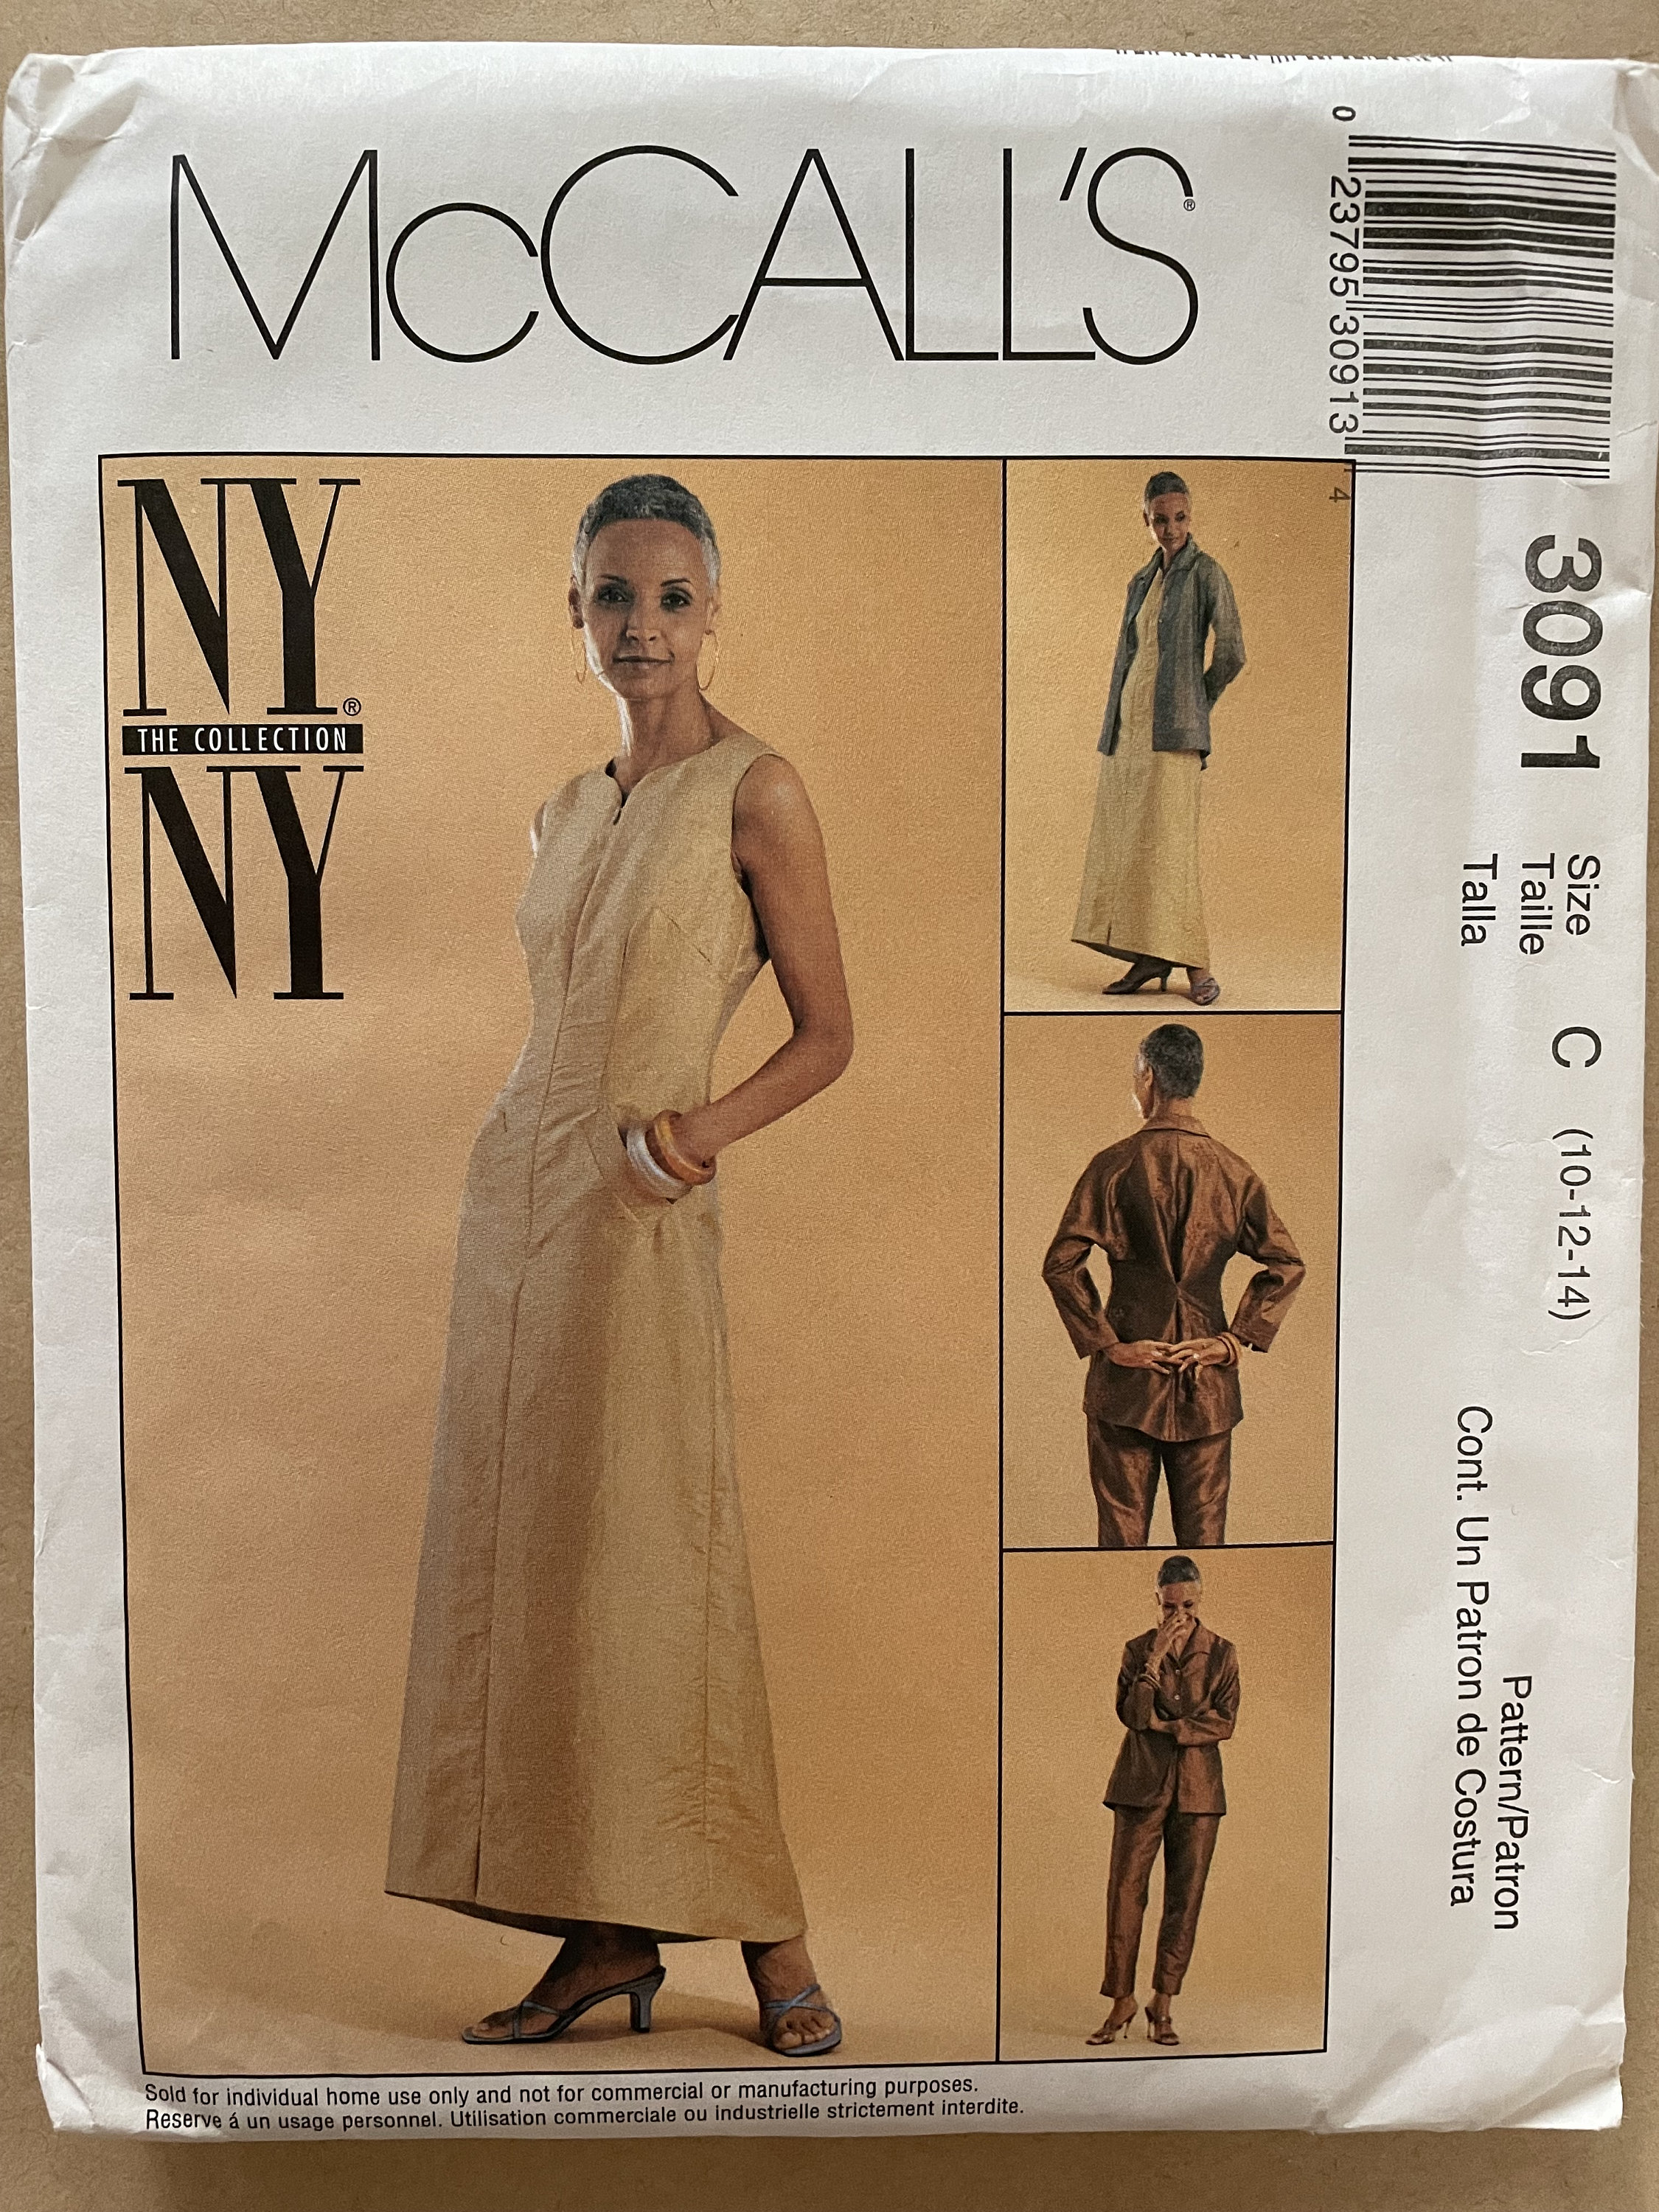 McCALL'S®
0 23795 30913 4
NY
NY®
THE COLLECTION
NY
3091
Size
Taille
Talla
C (10-12-14)
Pattern/Patron
Cont. Un Patron de Costura
Sold for individual home use only and not for commercial or manufacturing purposes.
Reserve á un usage personnel. Utilisation commerciale ou industrielle strictement interdite.